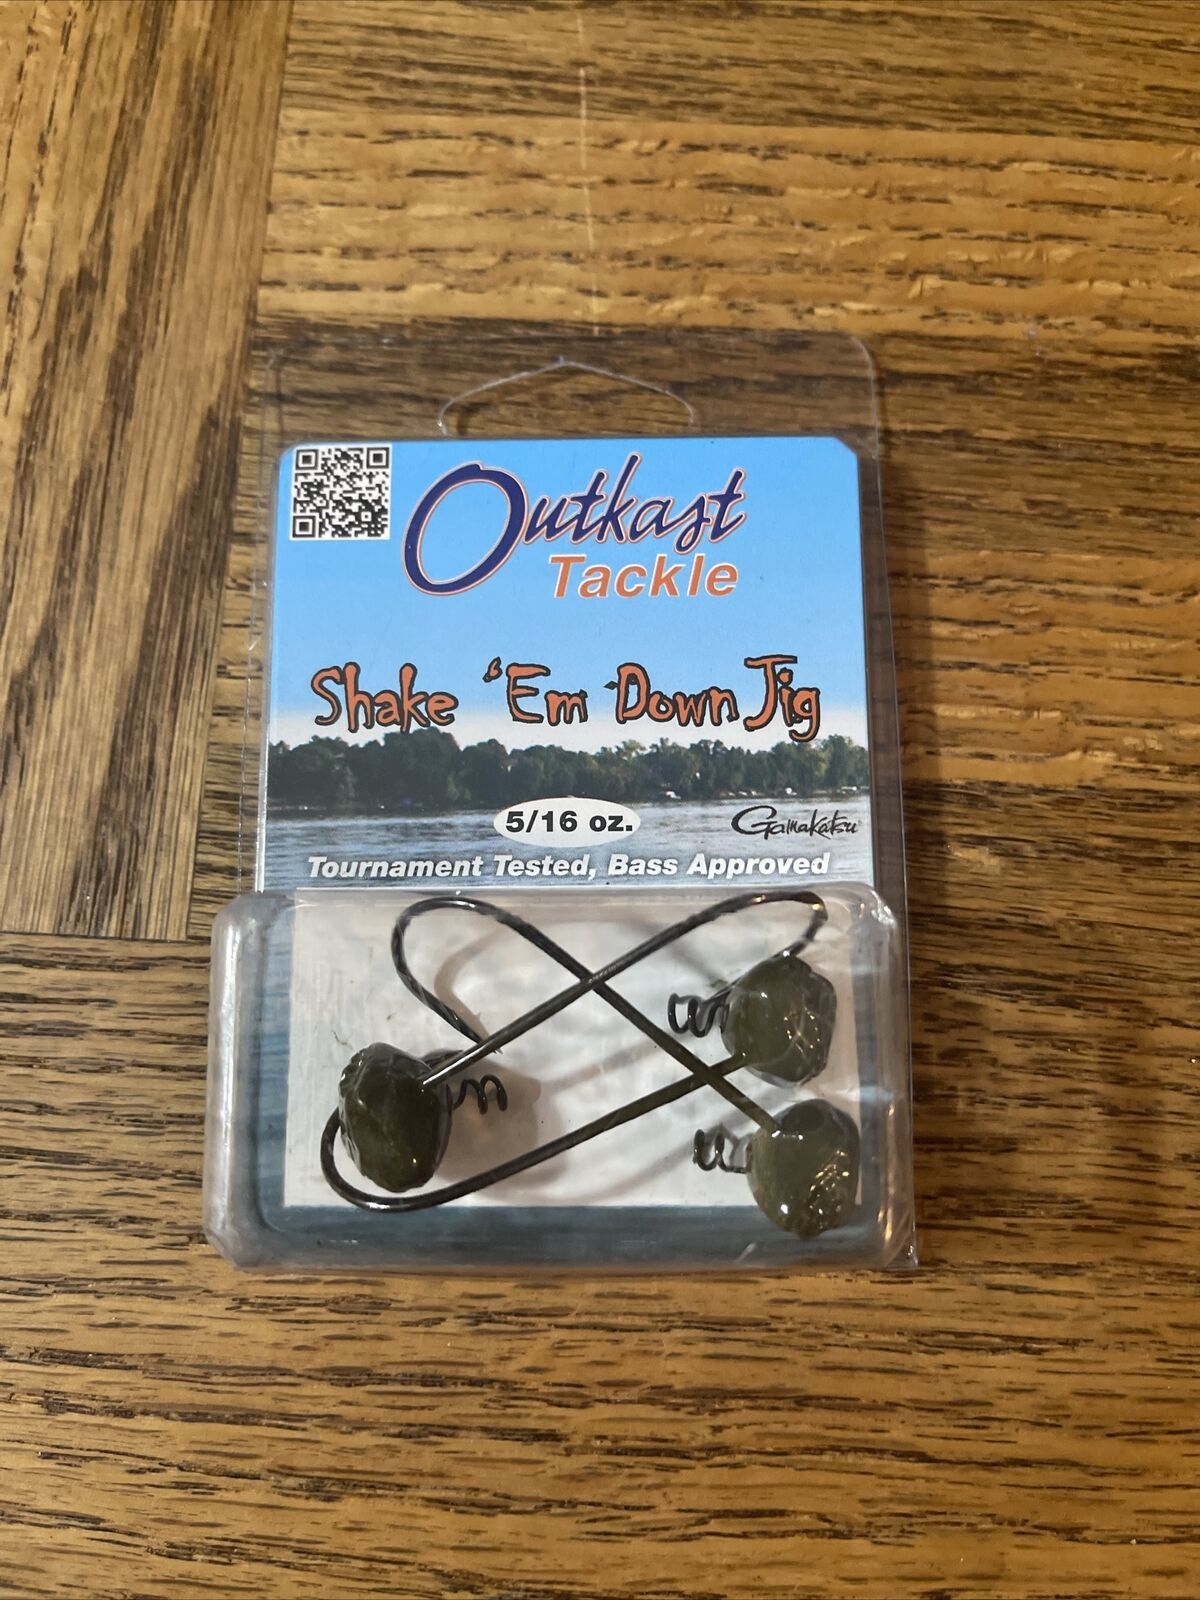 Outkast
Tackle
Shake 'Em Down Jig
5/16 oz.
Gamakatsu
Tournament Tested, Bass Approved